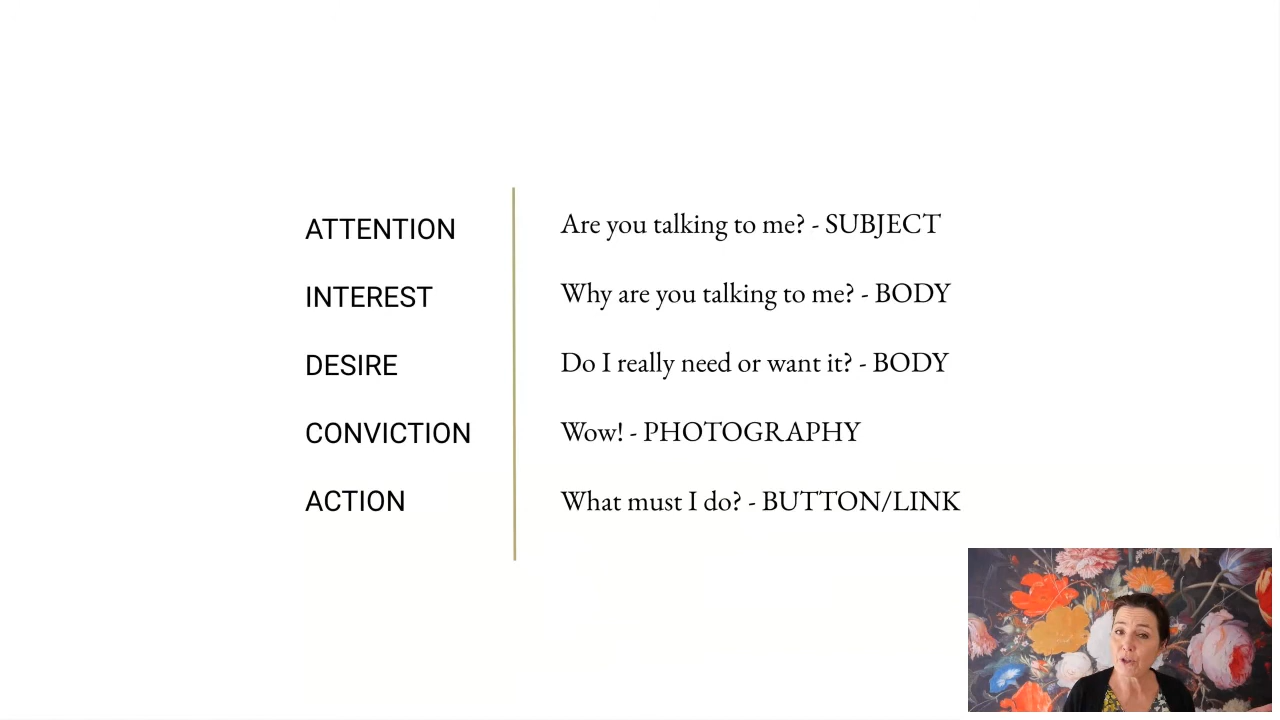 ATTENTION
Are you talking to me? - SUBJECT
INTEREST
Why are you talking to me? - BODY
DESIRE
Do I really need or want it? - BODY
CONVICTION
Wow! - PHOTOGRAPHY
ACTION
What must I do? - BUTTON/LINK